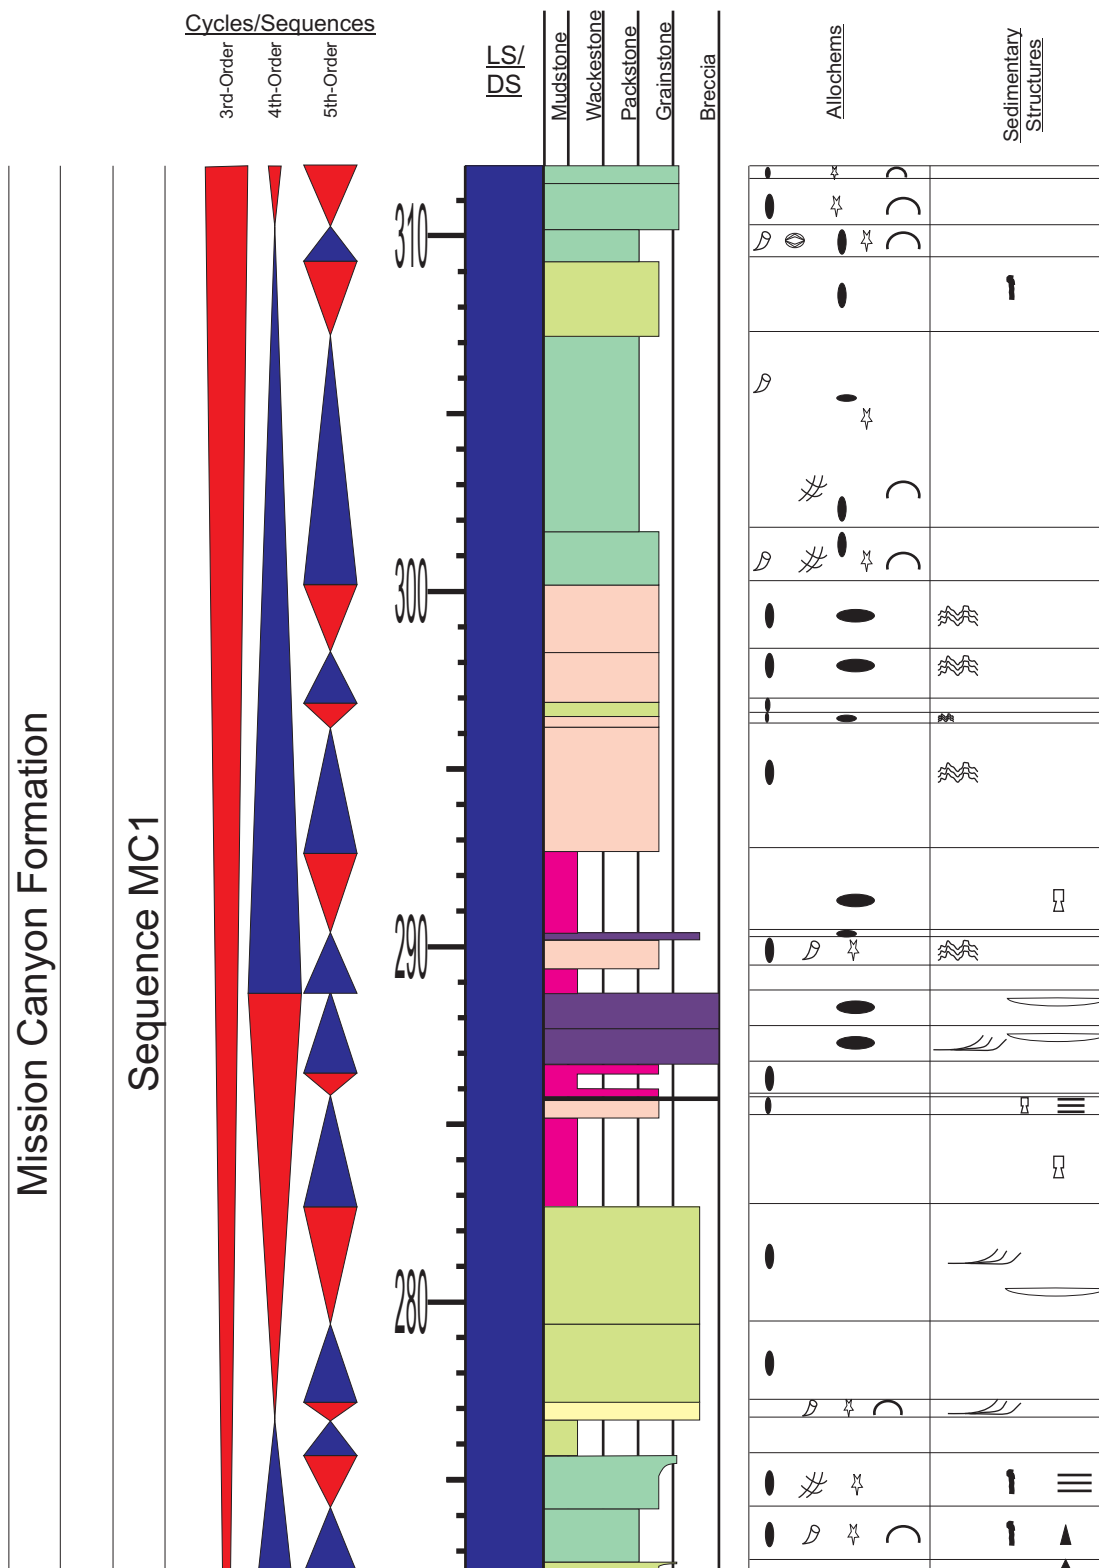 Cycles/Sequences
3rd-Order
4th-Order
5th-Order
LS/
DS
Mudstone
Wackestone
Packstone
Grainstone
Breccia
Allochems
Sedimentary
Structures
310
300
290
280
Mission Canyon Formation
Sequence MC1